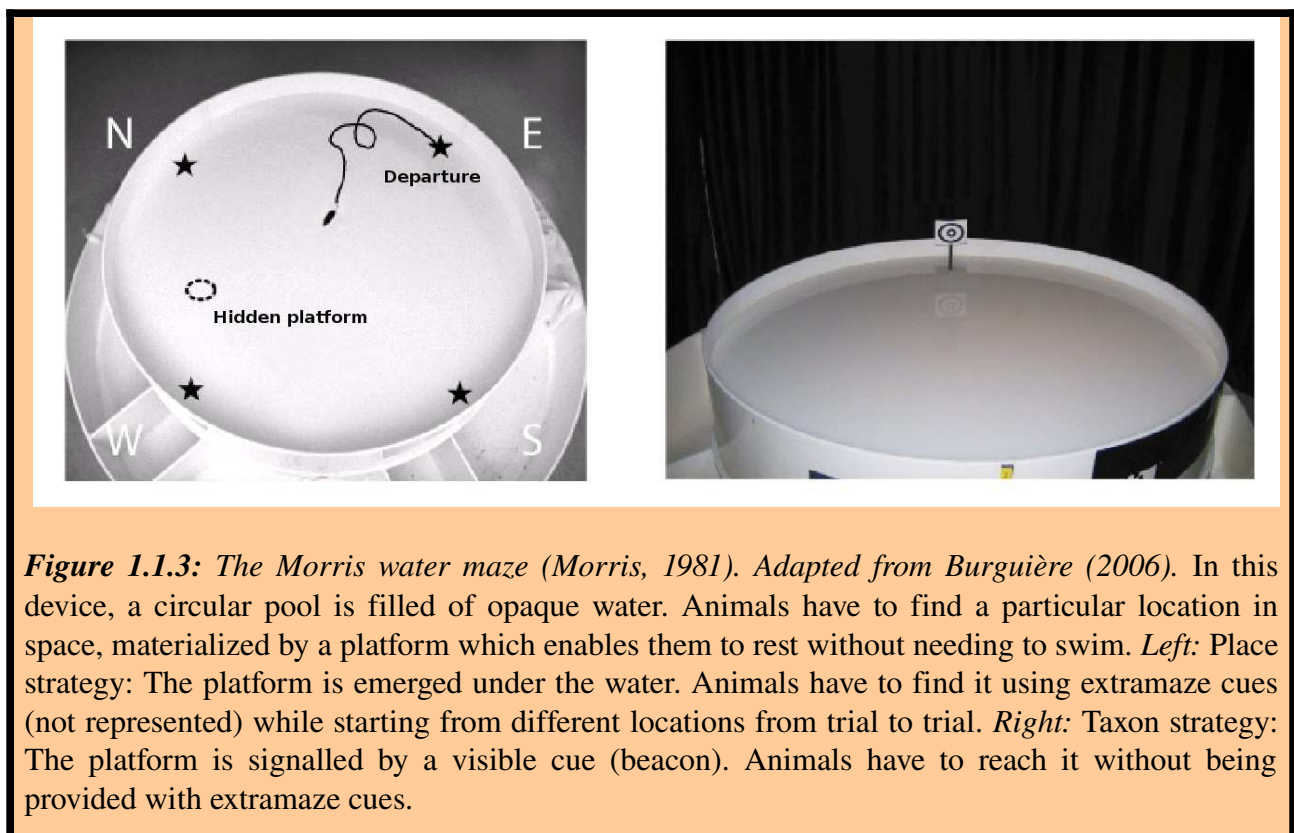 N
E
Departure
Hidden platform
W
S
Figure 1.1.3: The Morris water maze (Morris, 1981). Adapted from Burguière (2006). In this
device, a circular pool is filled of opaque water. Animals have to find a particular location in
space, materialized by a platform which enables them to rest without needing to swim. Left: Place
strategy: The platform is emerged under the water. Animals have to find it using extramaze cues
(not represented) while starting from different locations from trial to trial. Right: Taxon strategy:
The platform is signalled by a visible cue (beacon). Animals have to reach it without being
provided with extramaze cues.